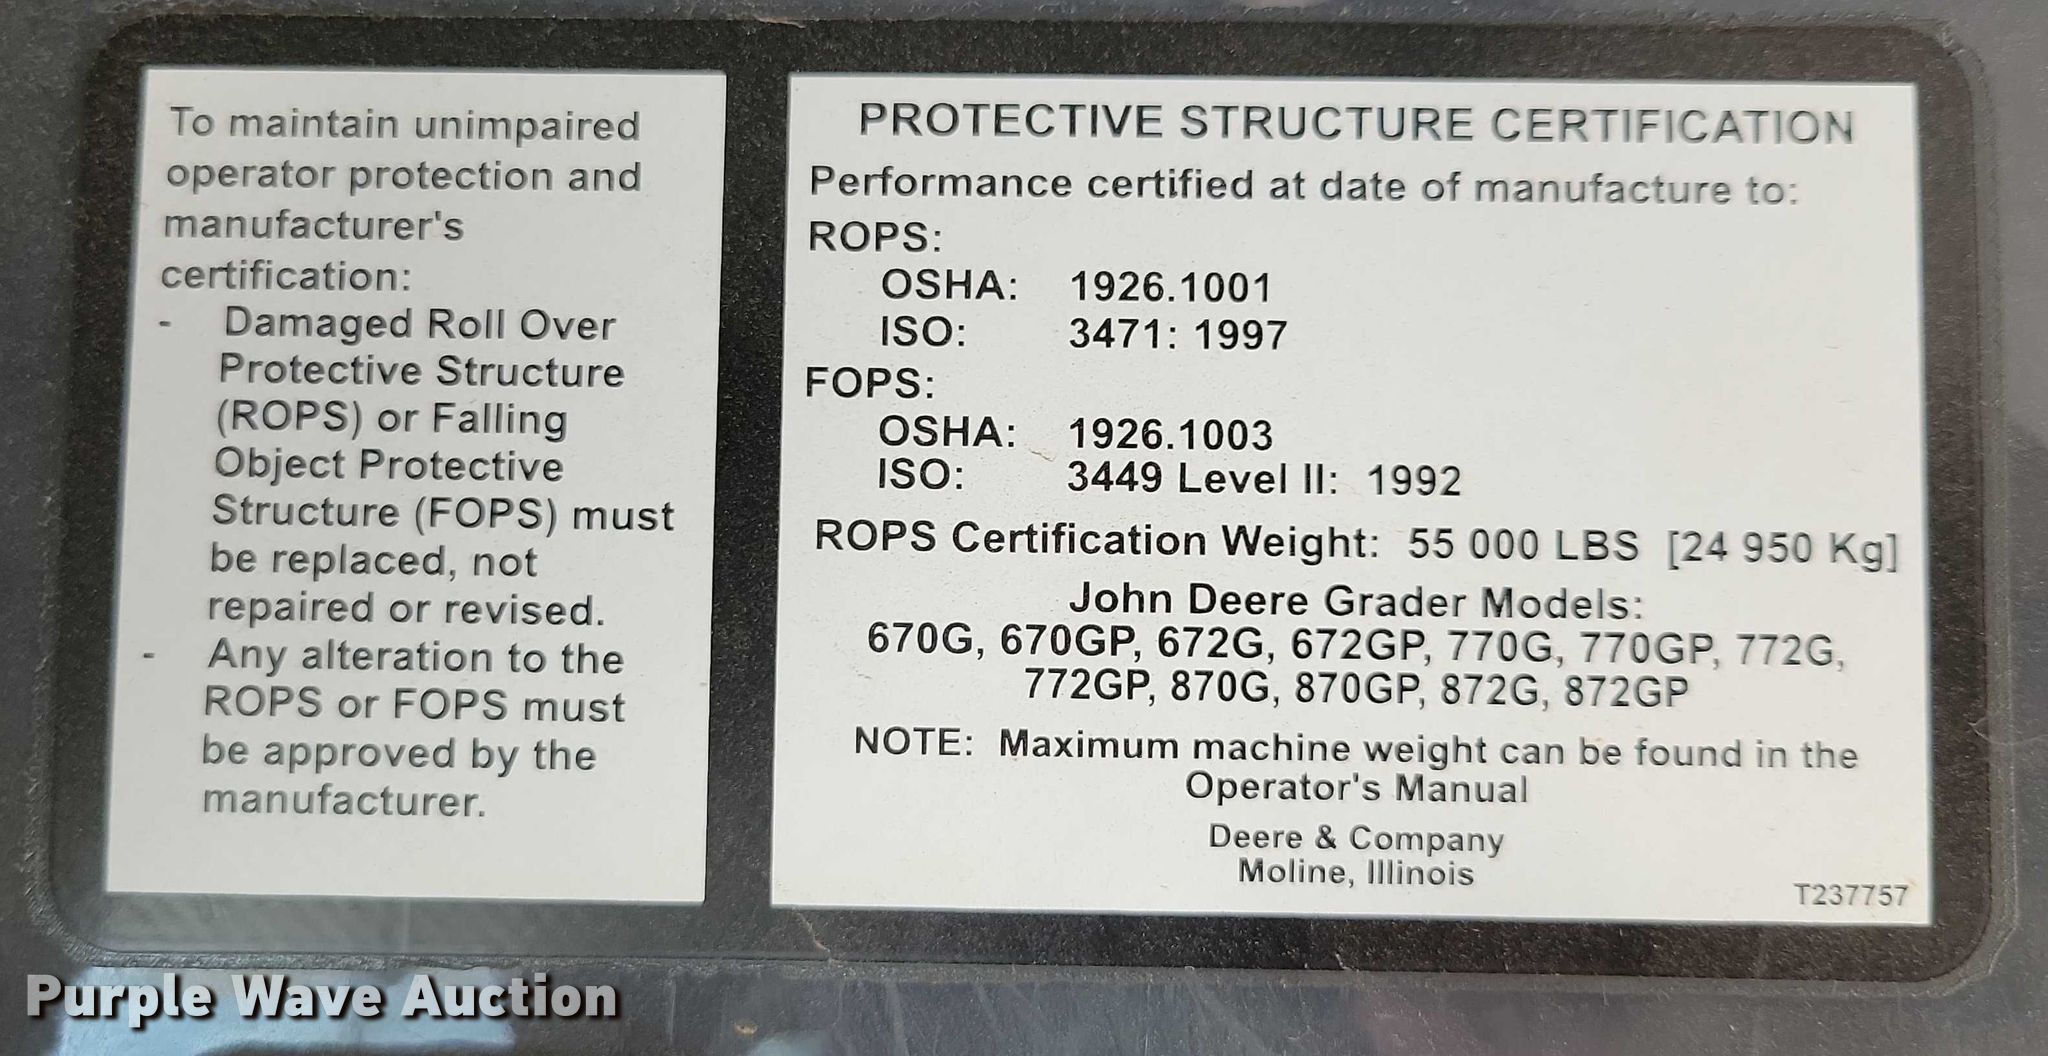 To maintain unimpaired
operator protection and
manufacturer's
certification:
- Damaged Roll Over
Protective Structure
(ROPS) or Falling
Object Protective
Structure (FOPS) must
be replaced, not
repaired or revised.
- Any alteration to the
ROPS or FOPS must
be approved by the
manufacturer.
PROTECTIVE STRUCTURE CERTIFICATION
Performance certified at date of manufacture to:
ROPS:
OSHA: 1926.1001
ISO: 3471: 1997
FOPS:
OSHA: 1926.1003
ISO: 3449 Level II: 1992
ROPS Certification Weight: 55 000 LBS [24 950 Kg]
John Deere Grader Models:
670G, 670GP, 672G, 672GP, 770G, 770GP, 772G,
772GP, 870G, 870GP, 872G, 872GP
NOTE: Maximum machine weight can be found in the
Operator's Manual
Deere & Company
Moline, Illinois
T237757
Purple Wave Auction